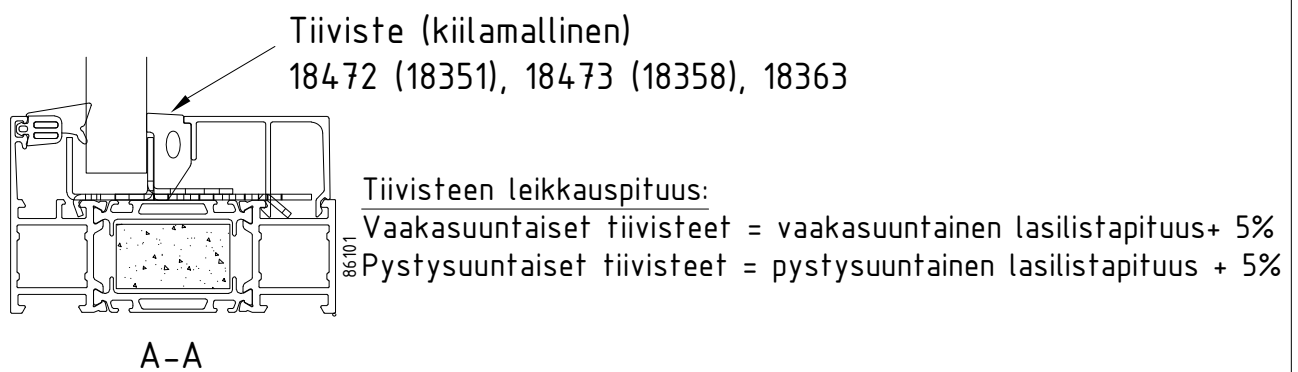 Tiiviste (kiilamallinen)
18472 (18351), 18473 (18358), 18363
Tiivisteen leikkauspituus:
Vaakasuuntaiset tiivisteet = vaakasuuntainen lasilistapituus+ 5%
Pystysuuntaiset tiivisteet = pystysuuntainen lasilistapituus + 5%
86101
A-A